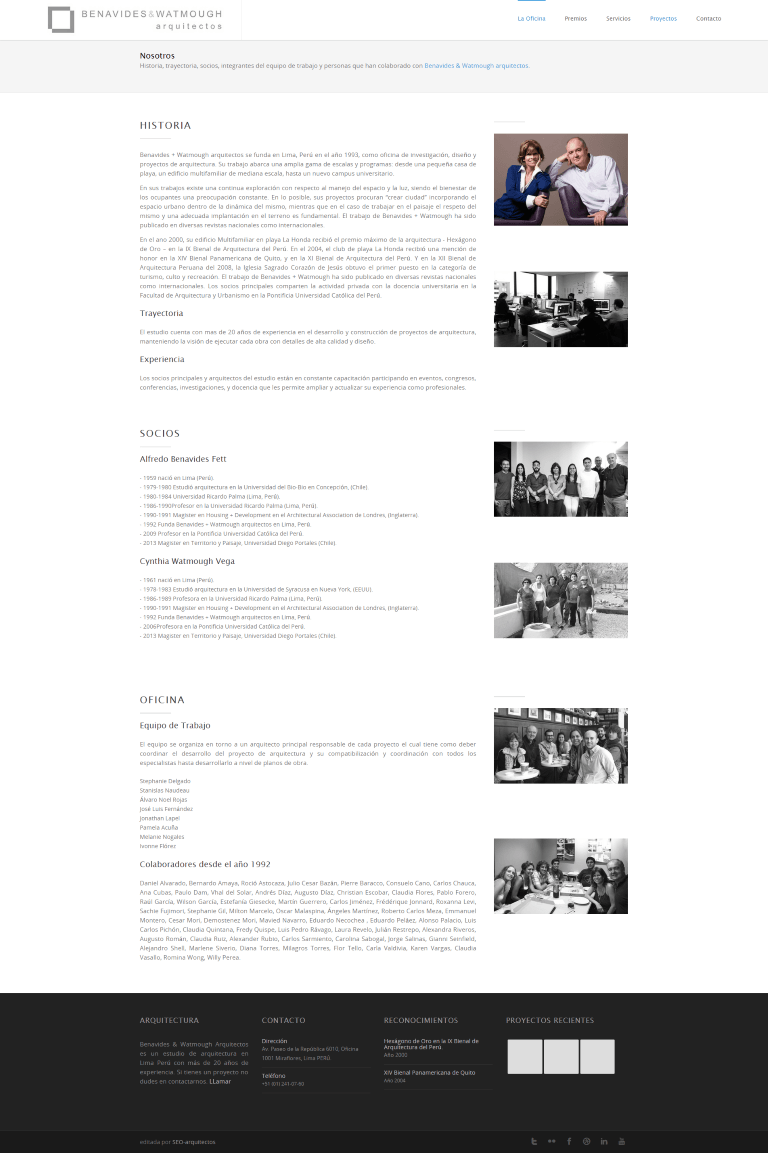 BENAVIDES&WATMOUGH
arquitectos
La Oficina
Premios
Servicios
Proyectos
Contacto
Nosotros
Historia, trayectoria, socios, integrantes del equipo de trabajo y personas que han colaborado con Benavides & Watmough arquitectos.
HISTORIA
Benavides + Watmough arquitectos se funda en Lima, Perú en el año 1993, como oficina de investigación, diseño y
proyectos de arquitectura. Su trabajo abarca una amplia gama de escalas y programas: desde una pequeña casa de
playa, un edificio multifamiliar de mediana escala, hasta un nuevo campus universitario.
En sus trabajos existe una continua exploración con respecto al manejo del espacio y la luz, siendo el bienestar de
los ocupantes una preocupación constante. En lo posible, sus proyectos procuran "crear ciudad" incorporando el
espacio urbano dentro de la dinámica del mismo, mientras que en el caso de trabajar en el paisaje el respeto del
mismo y una adecuada implantación en el terreno es fundamental. El trabajo de Benavides + Watmough ha sido
publicado en diversas revistas nacionales como internacionales.
En el ano 2000, su edificio Multifamiliar en playa La Honda recibió el premio máximo de la arquitectura - Hexágono
de Oro – en la IX Bienal de Arquitectura del Perú. En el 2004, el club de playa La Honda recibió una mención de
honor en la XIV Bienal Panamericana de Quito, y en la XI Bienal de Arquitectura del Perú. Y en la XII Bienal de
Arquitectura Peruana del 2008, la Iglesia Sagrado Corazón de Jesús obtuvo el primer puesto en la categoría de
turismo, culto y recreación. El trabajo de Benavides + Watmough ha sido publicado en diversas revistas nacionales
como internacionales. Los socios principales comparten la actividad privada con la docencia universitaria en la
Facultad de Arquitectura y Urbanismo en la Pontificia Universidad Católica del Perú.
Trayectoria
El estudio cuenta con mas de 20 años de experiencia en el desarrollo y construcción de proyectos de arquitectura,
manteniendo la visión de ejecutar cada obra con detalles de alta calidad y diseño.
Experiencia
Los socios principales y arquitectos del estudio están en constante capacitación participando en eventos, congresos,
conferencias, investigaciones, y docencia que les permite ampliar y actualizar su experiencia como profesionales.
SOCIOS
Alfredo Benavides Fett
- 1959 nació en Lima (Perú).
- 1979-1980 Estudió arquitectura en la Universidad del Bio-Bio en Concepción, (Chile).
- 1980-1984 Universidad Ricardo Palma (Lima, Perú).
- 1986-1990Profesor en la Universidad Ricardo Palma (Lima, Perú).
- 1990-1991 Magister en Housing + Development en el Architectural Association de Londres, (Inglaterra).
- 1992 Funda Benavides + Watmough arquitectos en Lima, Perú.
- 2009 Profesor en la Pontificia Universidad Católica del Perú.
- 2013 Magister en Territorio y Paisaje, Universidad Diego Portales (Chile).
Cynthia Watmough Vega
- 1961 nació en Lima (Perú).
- 1978-1983 Estudió arquitectura en la Universidad de Syracusa en Nueva York, (EEUU).
- 1986-1989 Profesora en la Universidad Ricardo Palma (Lima, Perú).
- 1990-1991 Magister en Housing + Development en el Architectural Association de Londres, (Inglaterra).
- 1992 Funda Benavides + Watmough arquitectos en Lima, Perú.
- 2006Profesora en la Pontificia Universidad Católica del Perú.
- 2013 Magister en Territorio y Paisaje, Universidad Diego Portales (Chile).
OFICINA
Equipo de Trabajo
El equipo se organiza en torno a un arquitecto principal responsable de cada proyecto el cual tiene como deber
coordinar el desarrollo del proyecto de arquitectura y su compatibilización y coordinación con todos los
especialistas hasta desarrollarlo a nivel de planos de obra.
Stephanie Delgado
Stanislas Naudeau
Álvaro Noel Rojas
José Luis Fernández
Jonathan Lapel
Pamela Acuña
Melanie Nogales
Ivonne Flórez
Colaboradores desde el año 1992
Daniel Alvarado, Bernardo Amaya, Roció Astoraza, Julio Cesar Bazán, Pierre Baracco, Consuelo Cano, Carlos Chauca,
Ana Cubas, Paulo Dam, Vhal del Solar, Andrés Díaz, Augusto Díaz, Christian Escobar, Claudia Flores, Pablo Forero,
Raúl García, Wilson García, Estefanía Giesecke, Martín Guerrero, Carlos Jiménez, Frédérique Jonnard, Roxanna Levi,
Sachie Fujimori, Stephanie Gil, Milton Marcelo, Oscar Malaspina, Ángeles Martínez, Roberto Carlos Meza, Emmanuel
Montero, Cesar Mori, Demostenez Mori, Mavied Navarro, Eduardo Necochea , Eduardo Peláez, Alonso Palacio, Luis
Carlos Pichón, Claudia Quintana, Fredy Quispe, Luis Pedro Rávago, Laura Revelo, Julián Restrepo, Alexandra Riveros,
Augusto Román, Claudia Ruiz, Alexander Rubio, Carlos Sarmiento, Carolina Sabogal, Jorge Salinas, Gianni Seinfield,
Alejandro Shell, Marlene Siveno, Diana Torres, Milagros Torres, Flor Tello, Carla Valdivia, Karen Vargas, Claudia
Vasallo, Romina Wong, Willy Perea.
ARQUITECTURA
Benavides & Watmough Arquitectos
es un estudio de arquitectura en
Lima Perú con más de 20 años de
experiencia. Si tienes un proyecto no
dudes en contactarnos. LLamar
CONTACTO
Dirección
Av. Paseo de la República 6010, Oficina
1001 Miraflores, Lima PERÚ.
Teléfono
+51 (01) 241-07-90
RECONOCIMIENTOS
Hexágono de Oro en la IX Bienal de
Arquitectura del Perú.
Año 2000
XIV Bienal Panamericana de Quito
Año 2004
PROYECTOS RECIENTES
editada por SEO-arquitectos